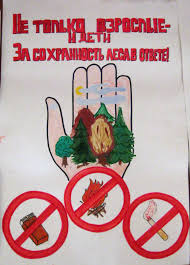 Не только взрослые-
и дети
За сохранность леса в ответе!